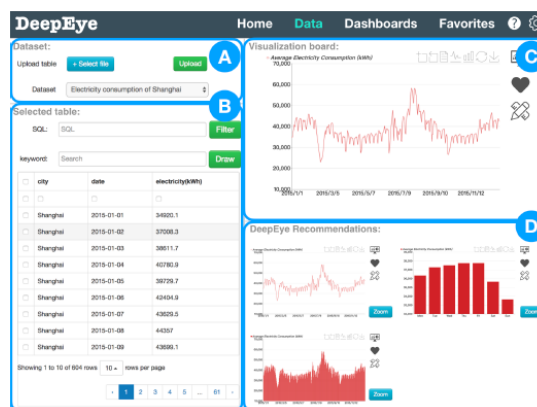 DeepEye
Home Data Dashboards Favorites ?
Dataset:
A
Upload table + Select file Upload
Dataset Electricity consumption of Shanghai
B
Selected table:
SQL: SQL Filter
keyword: Search Draw
city date electricity(kWh)
Shanghai 2015-01-01 34920.1
Shanghai 2015-01-02 37008.3
Shanghai 2015-01-03 38611.7
Shanghai 2015-01-04 40780.9
Shanghai 2015-01-05 39729.7
Shanghai 2015-01-06 42404.9
Shanghai 2015-01-07 43629.5
Shanghai 2015-01-08 44357
Shanghai 2015-01-09 43699.1
Showing 1 to 10 of 604 rows 10 rows per page
‹ 1 2 3 4 5 ... 61 ›
Visualization board:
C
Average Electricity Consumption (kWh)
70,000
60,000
50,000
40,000
30,000
20,000
10,000
2015/1/1 2015/3/5 2015/5/7 2015/7/9 2015/9/10 2015/11/12
DeepEye Recommendations:
D
Average Electricity Consumption (kWh)
Zoom
Zoom
Zoom